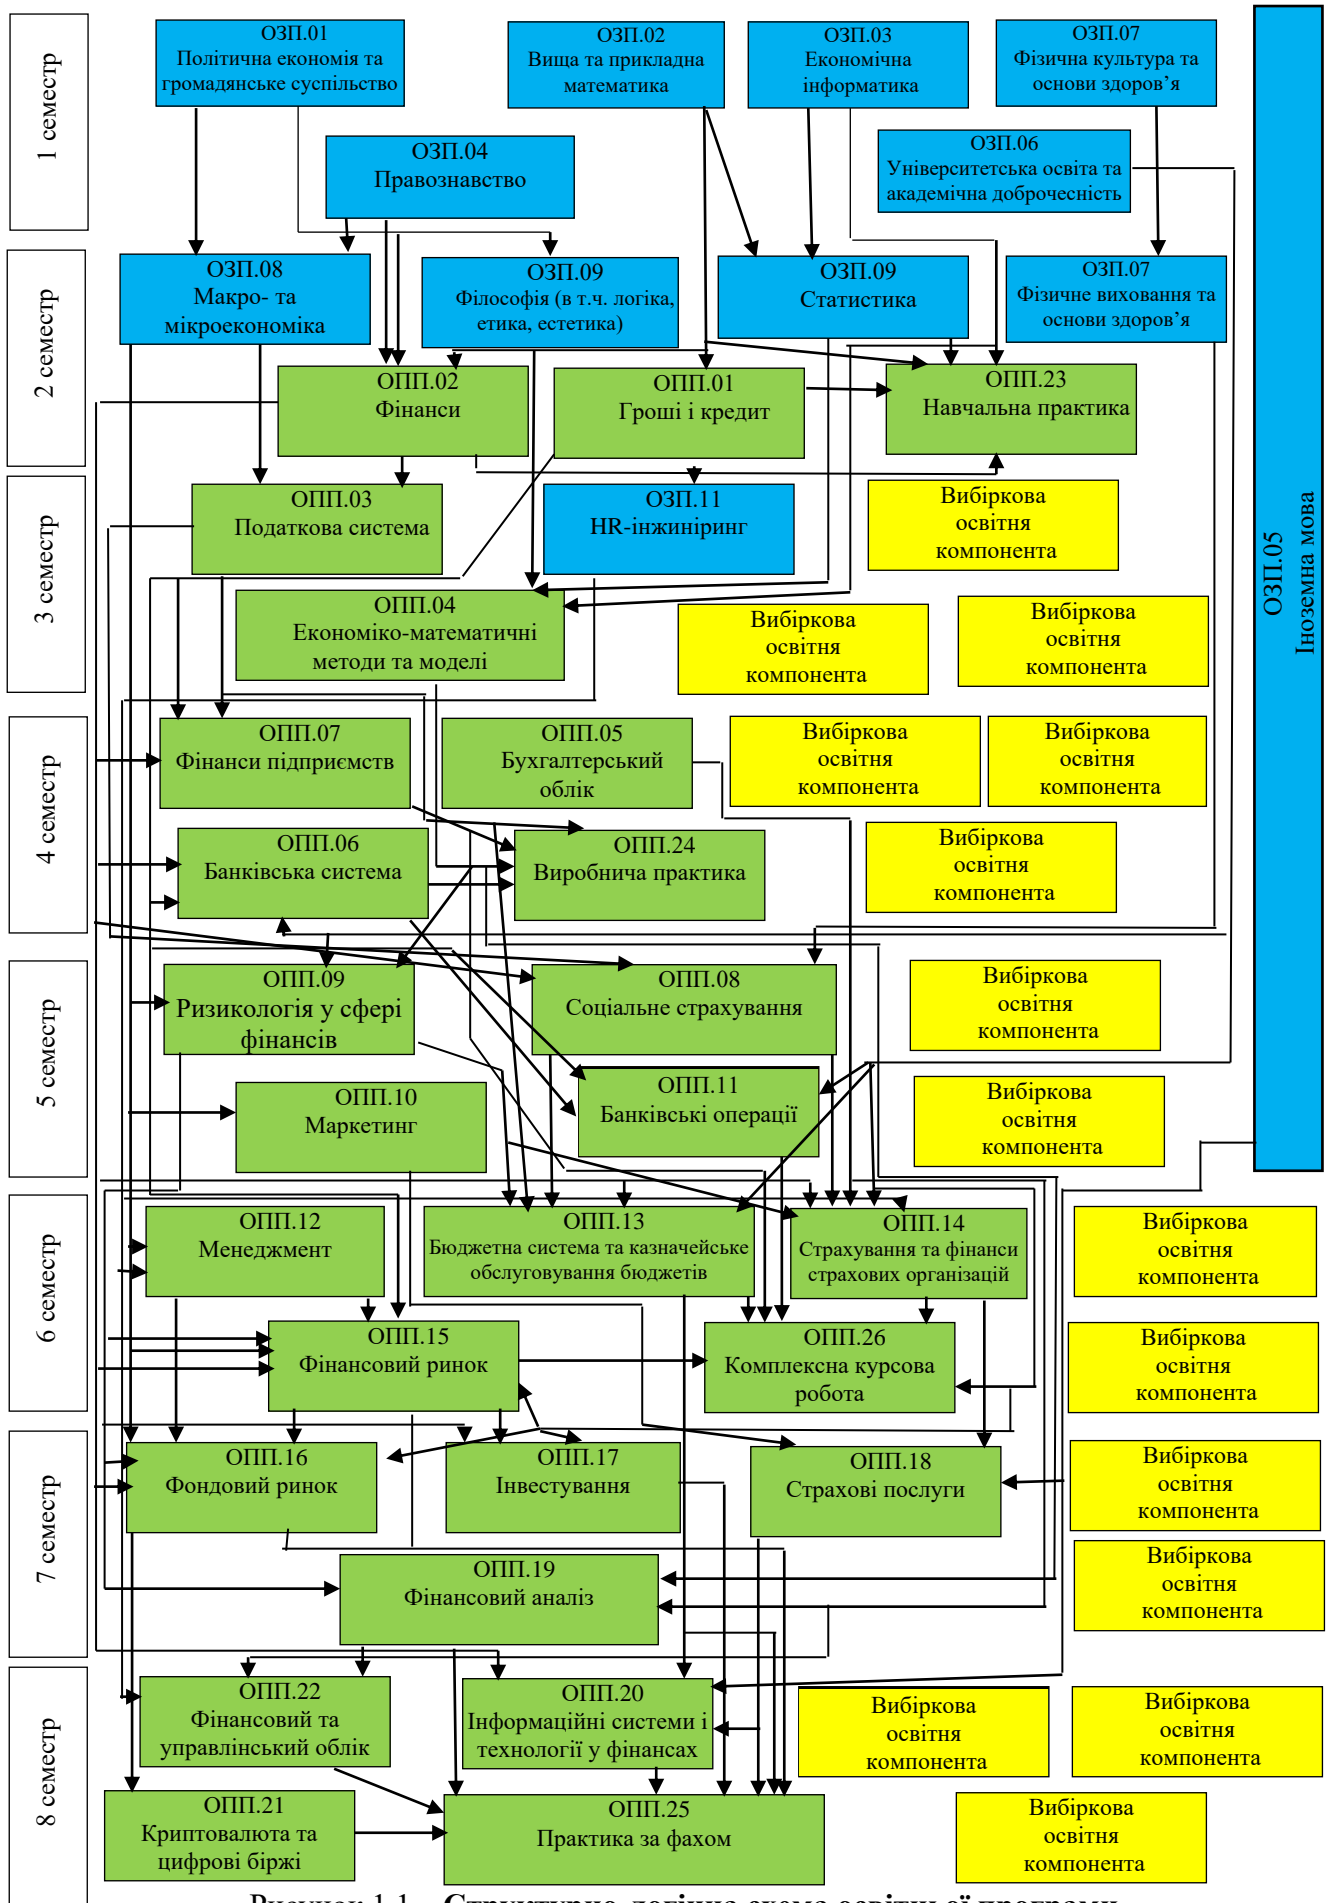 1 семестр
ОЗП.01
Політична економія та
громадянське суспільство
ОЗП.02
Вища та прикладна
математика
ОЗП.03
Економічна
інформатика
ОЗП.07
Фізична культура та
основи здоров’я
ОЗП.04
Правознавство
ОЗП.06
Університетська освіта та
академічна доброчесність
ОЗП.05
Іноземна мова
2 семестр
ОЗП.08
Макро- та
мікроекономіка
ОЗП.09
Філософія (в т.ч. логіка,
етика, естетика)
ОЗП.09
Статистика
ОЗП.07
Фізичне виховання та
основи здоров’я
ОПП.02
Фінанси
ОПП.01
Гроші і кредит
ОПП.23
Навчальна практика
3 семестр
ОПП.03
Податкова система
ОЗП.11
HR-інжиніринг
Вибіркова
освітня
компонента
ОПП.04
Економіко-математичні
методи та моделі
Вибіркова
освітня
компонента
Вибіркова
освітня
компонента
4 семестр
ОПП.07
Фінанси підприємств
ОПП.05
Бухгалтерський
облік
Вибіркова
освітня
компонента
Вибіркова
освітня
компонента
ОПП.06
Банківська система
ОПП.24
Виробнича практика
Вибіркова
освітня
компонента
5 семестр
ОПП.09
Ризикологія у сфері
фінансів
ОПП.08
Соціальне страхування
Вибіркова
освітня
компонента
ОПП.10
Маркетинг
ОПП.11
Банківські операції
Вибіркова
освітня
компонента
6 семестр
ОПП.12
Менеджмент
ОПП.13
Бюджетна система та казначейське
обслуговування бюджетів
ОПП.14
Страхування та фінанси
страхових організацій
Вибіркова
освітня
компонента
ОПП.15
Фінансовий ринок
ОПП.26
Комплексна курсова
робота
Вибіркова
освітня
компонента
7 семестр
ОПП.16
Фондовий ринок
ОПП.17
Інвестування
ОПП.18
Страхові послуги
Вибіркова
освітня
компонента
ОПП.19
Фінансовий аналіз
Вибіркова
освітня
компонента
8 семестр
ОПП.22
Фінансовий та
управлінський облік
ОПП.20
Інформаційні системи і
технології у фінансах
Вибіркова
освітня
компонента
Вибіркова
освітня
компонента
ОПП.21
Криптовалюта та
цифрові біржі
ОПП.25
Практика за фахом
Вибіркова
освітня
компонента
Рисунок 1.1 – Структурно-логічна схема освітньої програми